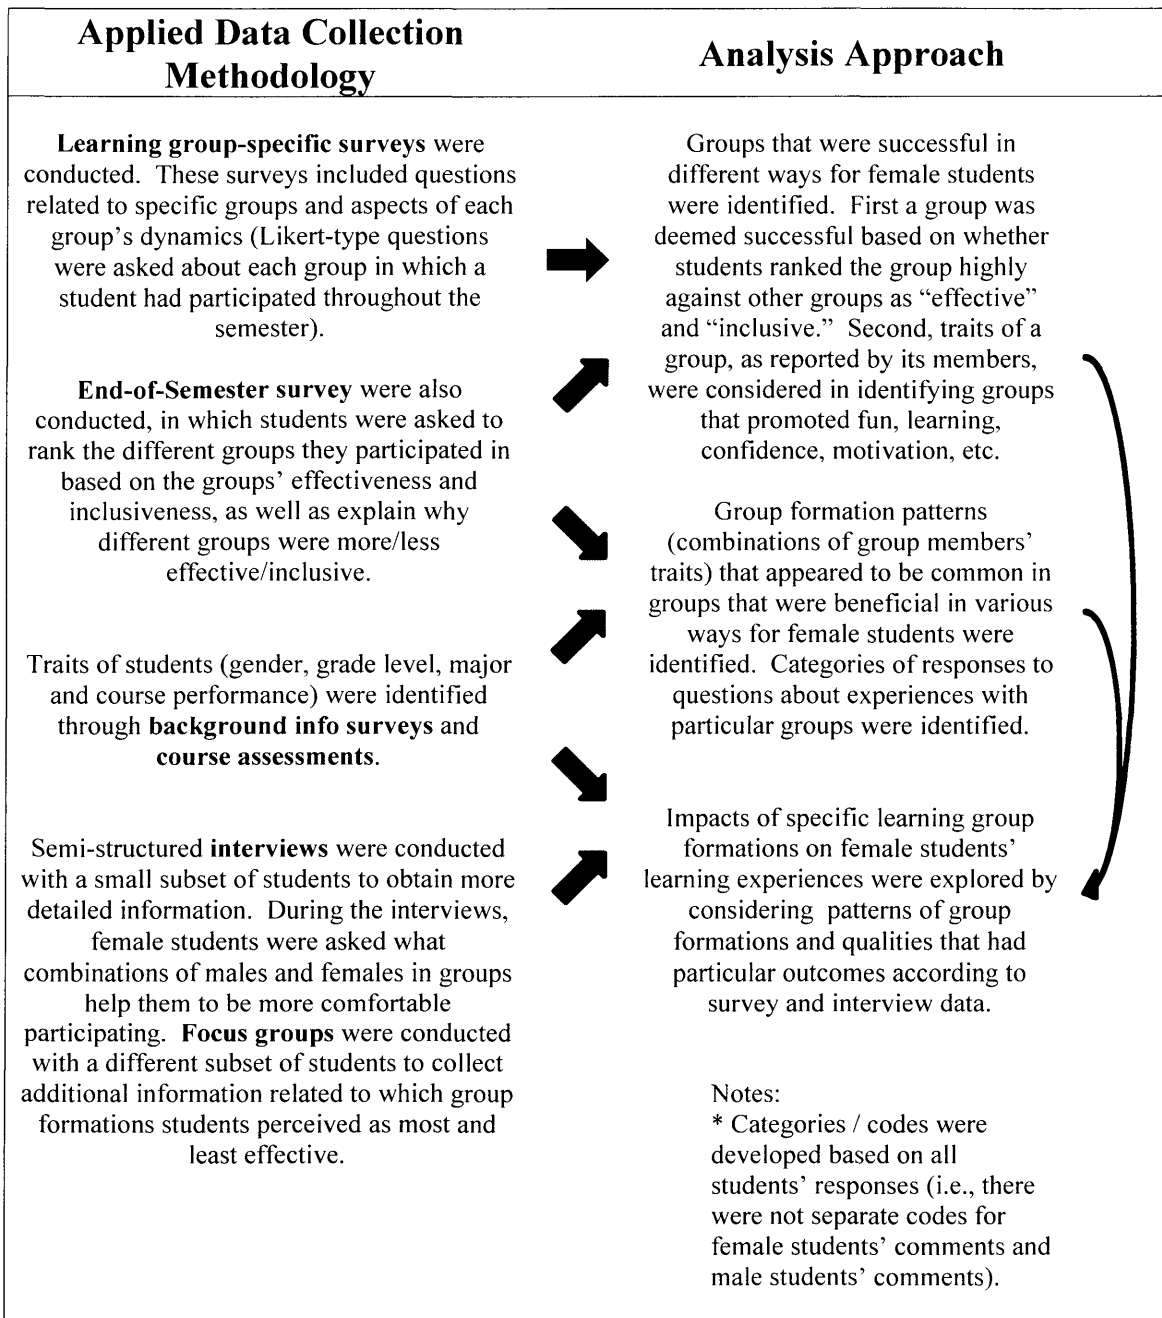 Applied Data Collection
Methodology
Analysis Approach
Learning group-specific surveys were
conducted. These surveys included questions
related to specific groups and aspects of each
group's dynamics (Likert-type questions
were asked about each group in which a
student had participated throughout the
semester).
End-of-Semester survey were also
conducted, in which students were asked to
rank the different groups they participated in
based on the groups' effectiveness and
inclusiveness, as well as explain why
different groups were more/less
effective/inclusive.
Traits of students (gender, grade level, major
and course performance) were identified
through background info surveys and
course assessments.
Semi-structured interviews were conducted
with a small subset of students to obtain more
detailed information. During the interviews,
female students were asked what
combinations of males and females in groups
help them to be more comfortable
participating. Focus groups were conducted
with a different subset of students to collect
additional information related to which group
formations students perceived as most and
least effective.
Groups that were successful in
different ways for female students
were identified. First a group was
deemed successful based on whether
students ranked the group highly
against other groups as "effective"
and "inclusive." Second, traits of a
group, as reported by its members,
were considered in identifying groups
that promoted fun, learning,
confidence, motivation, etc.
Group formation patterns
(combinations of group members'
traits) that appeared to be common in
groups that were beneficial in various
ways for female students were
identified. Categories of responses to
questions about experiences with
particular groups were identified.
Impacts of specific learning group
formations on female students'
learning experiences were explored by
considering patterns of group
formations and qualities that had
particular outcomes according to
survey and interview data.
Notes:
* Categories / codes were
developed based on all
students' responses (i.e., there
were not separate codes for
female students' comments and
male students' comments).